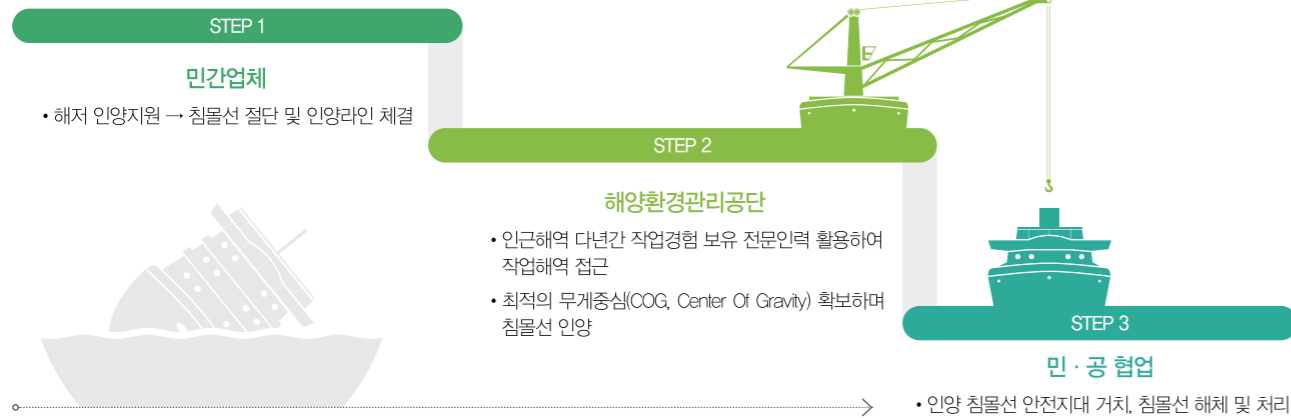 STEP 1
민간업체
• 해저 인양지원 → 침몰선 절단 및 인양라인 체결
STEP 2
해양환경관리공단
• 인근해역 다년간 작업경험 보유 전문인력 활용하여
작업해역 접근
• 최적의 무게중심(COG, Center Of Gravity) 확보하며
침몰선 인양
STEP 3
민 · 공 협업
• 인양 침몰선 안전지대 거치, 침몰선 해체 및 처리